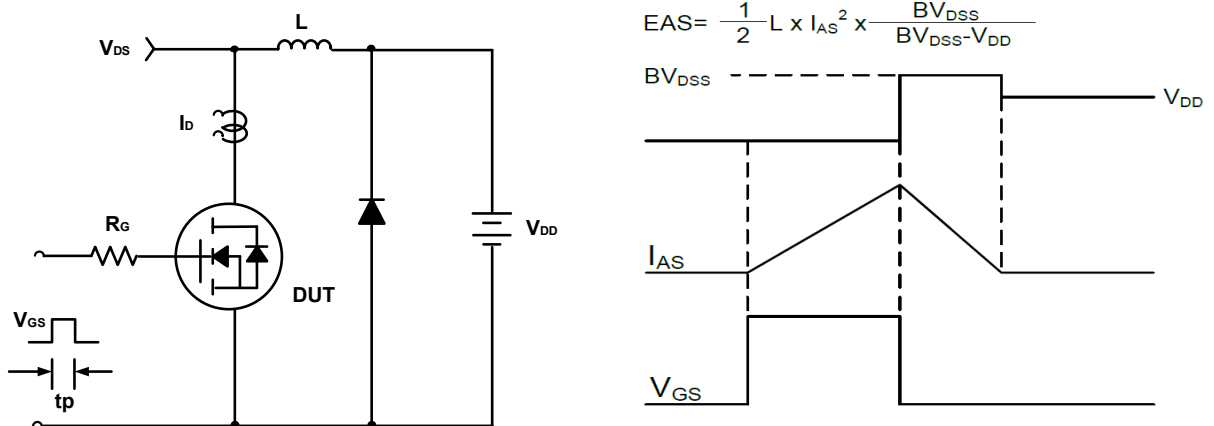 L
VDS
ID
RG
VDD
DUT
VGS
tp
EAS= 1/2 L x IAS² x BVDSS/BVDSS-VDD
BVDSS
VDD
IAS
VGS